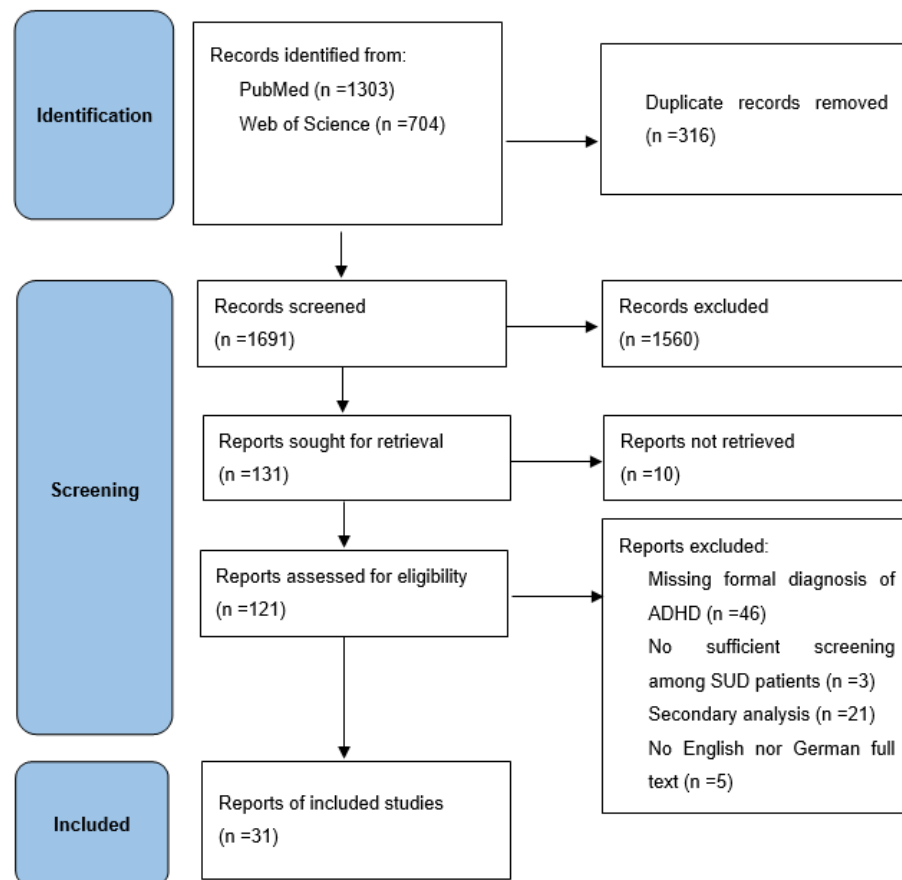 Identification
Records identified from:
PubMed (n =1303)
Web of Science (n =704)
Duplicate records removed
(n =316)
Screening
Records screened
(n =1691)
Records excluded
(n =1560)
Reports sought for retrieval
(n =131)
Reports not retrieved
(n =10)
Reports assessed for eligibility
(n =121)
Reports excluded:
Missing formal diagnosis of
ADHD (n =46)
No sufficient screening
among SUD patients (n =3)
Secondary analysis (n =21)
No English nor German full
text (n =5)
Included
Reports of included studies
(n =31)